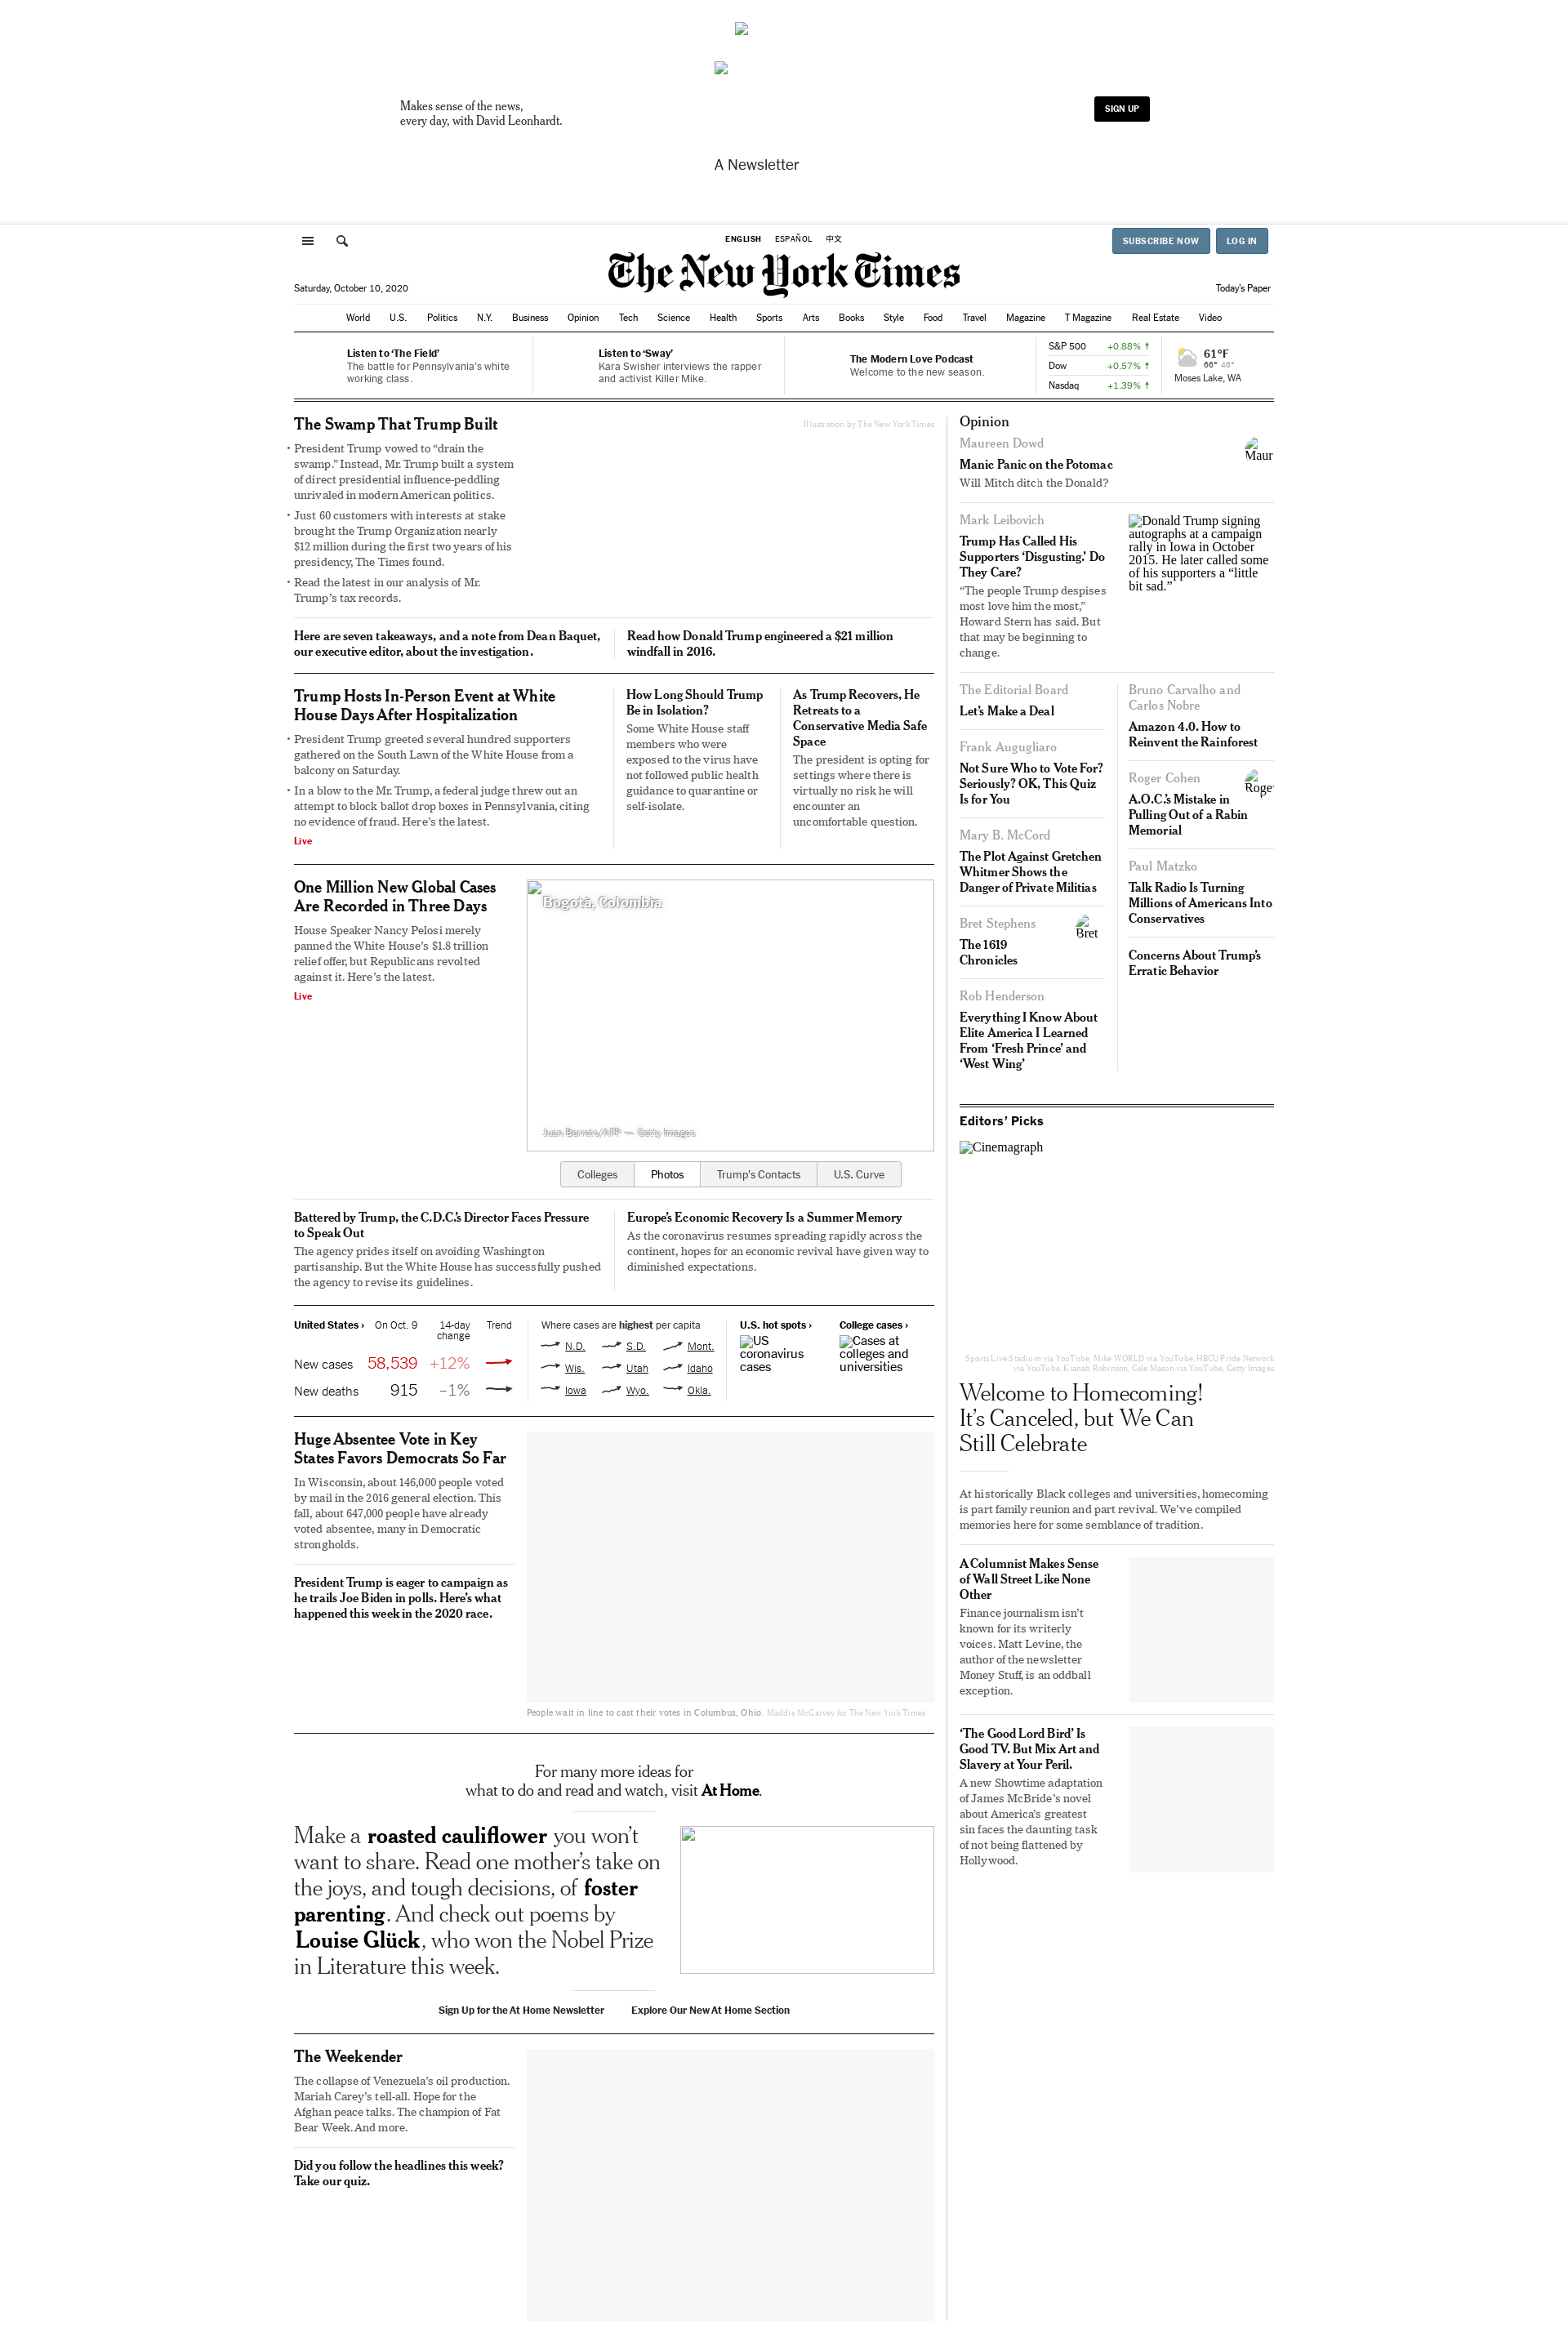 Makes sense of the news,
every day, with David Leonhardt.
SIGN UP
A Newsletter
ENGLISH ESPAÑOL 中文
SUBSCRIBE NOW LOG IN
The New York Times
Saturday, October 10, 2020
Today's Paper
World U.S. Politics N.Y. Business Opinion Tech Science Health Sports Arts Books Style Food Travel Magazine T Magazine Real Estate Video
Listen to ‘The Field’
The battle for Pennsylvania’s white
working class.
Listen to ‘Sway’
Kara Swisher interviews the rapper
and activist Killer Mike.
The Modern Love Podcast
Welcome to the new season.
S&P 500 +0.88%
Dow +0.57%
Nasdaq +1.39%
61°F
66° 46°
Moses Lake, WA
The Swamp That Trump Built
• President Trump vowed to “drain the
swamp.” Instead, Mr. Trump built a system
of direct presidential influence-peddling
unrivaled in modern American politics.
• Just 60 customers with interests at stake
brought the Trump Organization nearly
$12 million during the first two years of his
presidency, The Times found.
• Read the latest in our analysis of Mr.
Trump’s tax records.
Illustration by The New York Times
Here are seven takeaways, and a note from Dean Baquet,
our executive editor, about the investigation.
Read how Donald Trump engineered a $21 million
windfall in 2016.
Trump Hosts In-Person Event at White
House Days After Hospitalization
• President Trump greeted several hundred supporters
gathered on the South Lawn of the White House from a
balcony on Saturday.
• In a blow to the Mr. Trump, a federal judge threw out an
attempt to block ballot drop boxes in Pennsylvania, citing
no evidence of fraud. Here’s the latest.
Live
How Long Should Trump
Be in Isolation?
Some White House staff
members who were
exposed to the virus have
not followed public health
guidance to quarantine or
self-isolate.
As Trump Recovers, He
Retreats to a
Conservative Media Safe
Space
The president is opting for
settings where there is
virtually no risk he will
encounter an
uncomfortable question.
One Million New Global Cases
Are Recorded in Three Days
House Speaker Nancy Pelosi merely
panned the White House’s $1.8 trillion
relief offer, but Republicans revolted
against it. Here’s the latest.
Live
Bogotá, Colombia
Juan Barreto/AFP — Getty Images
Colleges Photos Trump’s Contacts U.S. Curve
Battered by Trump, the C.D.C.’s Director Faces Pressure
to Speak Out
The agency prides itself on avoiding Washington
partisanship. But the White House has successfully pushed
the agency to revise its guidelines.
Europe’s Economic Recovery Is a Summer Memory
As the coronavirus resumes spreading rapidly across the
continent, hopes for an economic revival have given way to
diminished expectations.
United States › On Oct. 9 14-day
change Trend
New cases 58,539 +12%
New deaths 915 –1%
Where cases are highest per capita
N.D. S.D. Mont.
Wis. Utah Idaho
Iowa Wyo. Okla.
U.S. hot spots ›
US
coronavirus
cases
College cases ›
Cases at
colleges and
universities
Huge Absentee Vote in Key
States Favors Democrats So Far
In Wisconsin, about 146,000 people voted
by mail in the 2016 general election. This
fall, about 647,000 people have already
voted absentee, many in Democratic
strongholds.
President Trump is eager to campaign as
he trails Joe Biden in polls. Here’s what
happened this week in the 2020 race.
People wait in line to cast their votes in Columbus, Ohio. Maddie McGarvey for The New York Times
For many more ideas for
what to do and read and watch, visit At Home.
Make a roasted cauliflower you won’t
want to share. Read one mother’s take on
the joys, and tough decisions, of foster
parenting. And check out poems by
Louise Glück, who won the Nobel Prize
in Literature this week.
Sign Up for the At Home Newsletter Explore Our New At Home Section
The Weekender
The collapse of Venezuela’s oil production.
Mariah Carey’s tell-all. Hope for the
Afghan peace talks. The champion of Fat
Bear Week. And more.
Did you follow the headlines this week?
Take our quiz.
Opinion
Maureen Dowd
Manic Panic on the Potomac
Will Mitch ditch the Donald?
Maur
Mark Leibovich
Trump Has Called His
Supporters ‘Disgusting.’ Do
They Care?
“The people Trump despises
most love him the most,”
Howard Stern has said. But
that may be beginning to
change.
Donald Trump signing
autographs at a campaign
rally in Iowa in October
2015. He later called some
of his supporters a “little
bit sad.”
The Editorial Board
Let’s Make a Deal
Frank Augugliaro
Not Sure Who to Vote For?
Seriously? OK, This Quiz
Is for You
Mary B. McCord
The Plot Against Gretchen
Whitmer Shows the
Danger of Private Militias
Bret Stephens
The 1619
Chronicles
Bret
Rob Henderson
Everything I Know About
Elite America I Learned
From ‘Fresh Prince’ and
‘West Wing’
Bruno Carvalho and
Carlos Nobre
Amazon 4.0. How to
Reinvent the Rainforest
Roger Cohen
A.O.C.’s Mistake in
Pulling Out of a Rabin
Memorial
Roger
Paul Matzko
Talk Radio Is Turning
Millions of Americans Into
Conservatives
Concerns About Trump’s
Erratic Behavior
Editors’ Picks
Cinemagraph
Sports Live Stadium via YouTube, Mike WORLD via YouTube, HBCU Pride Network
via YouTube, Kianah Robinson, Cole Mason via YouTube, Getty Images
Welcome to Homecoming!
It’s Canceled, but We Can
Still Celebrate
At historically Black colleges and universities, homecoming
is part family reunion and part revival. We’ve compiled
memories here for some semblance of tradition.
A Columnist Makes Sense
of Wall Street Like None
Other
Finance journalism isn’t
known for its writerly
voices. Matt Levine, the
author of the newsletter
Money Stuff, is an oddball
exception.
‘The Good Lord Bird’ Is
Good TV. But Mix Art and
Slavery at Your Peril.
A new Showtime adaptation
of James McBride’s novel
about America’s greatest
sin faces the daunting task
of not being flattened by
Hollywood.